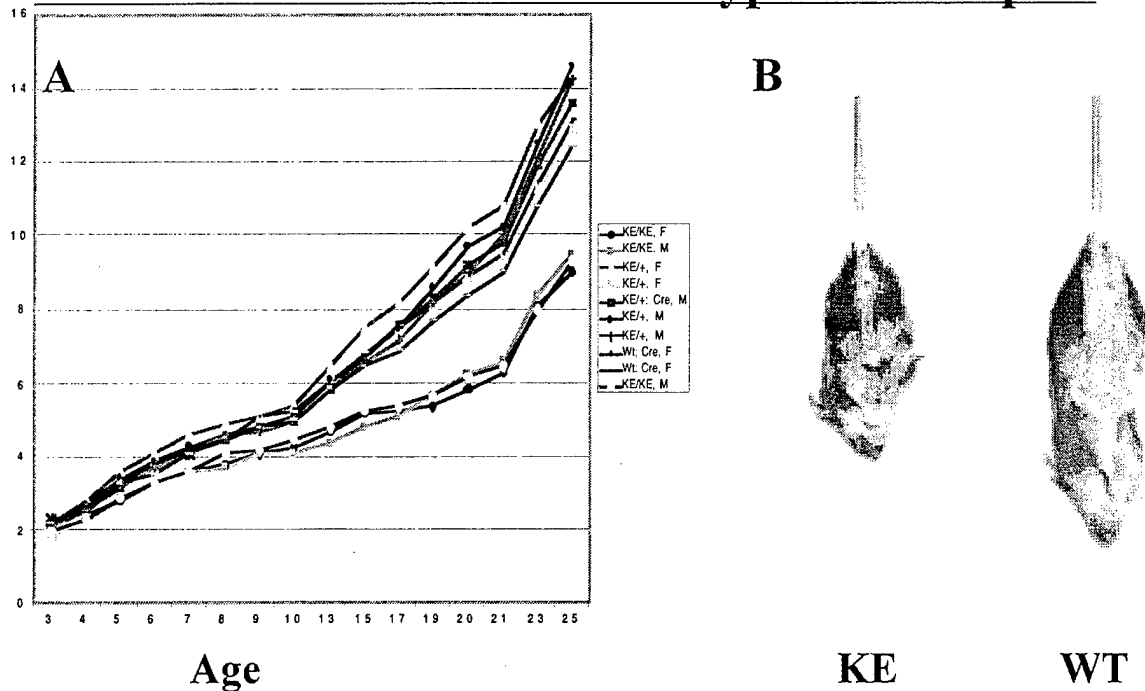 16
14
12
10
8
6
4
2
0
A
3 4 5 6 7 8 9 10 13 15 17 19 20 21 23 25
Age
KE/KE, F
KE/KE. M
KE/+, F
KE/+, F
KE/+; Cre, M
KE/+, M
KE/+, M
Wt; Cre, F
Wt; Cre, F
KE/KE, M
B
KE WT